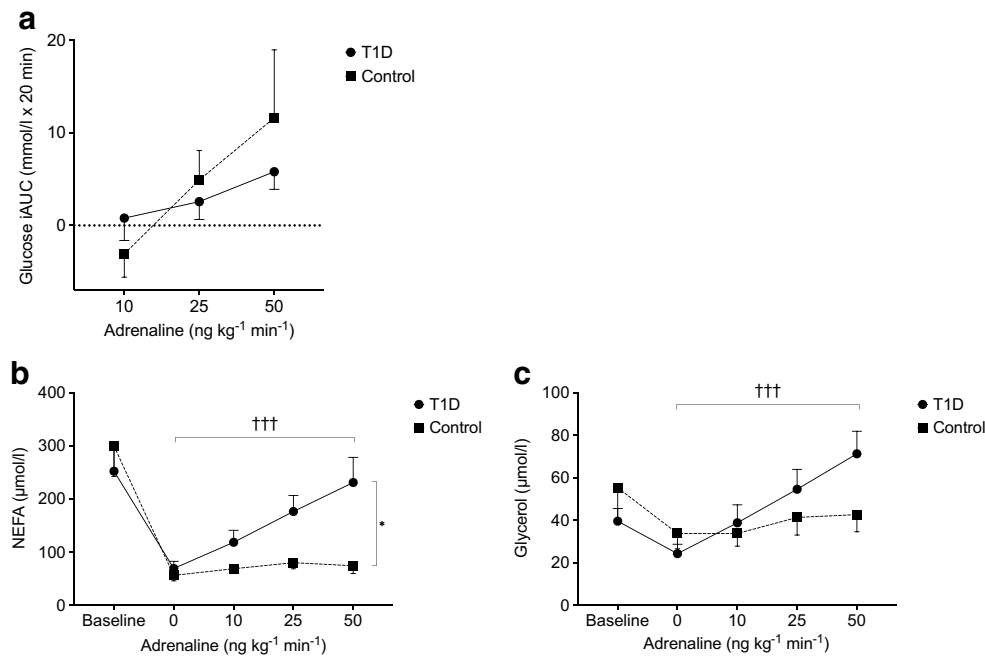 a
Glucose iAUC (mmol/l x 20 min)
20
10
0
T1D
Control
10 25 50
Adrenaline (ng kg-1 min-1)
b
NEFA (µmol/l)
400
300
200
100
0
†††
*
T1D
Control
Baseline 0 10 25 50
Adrenaline (ng kg-1 min-1)
c
Glycerol (µmol/l)
100
80
60
40
20
0
†††
T1D
Control
Baseline 0 10 25 50
Adrenaline (ng kg-1 min-1)